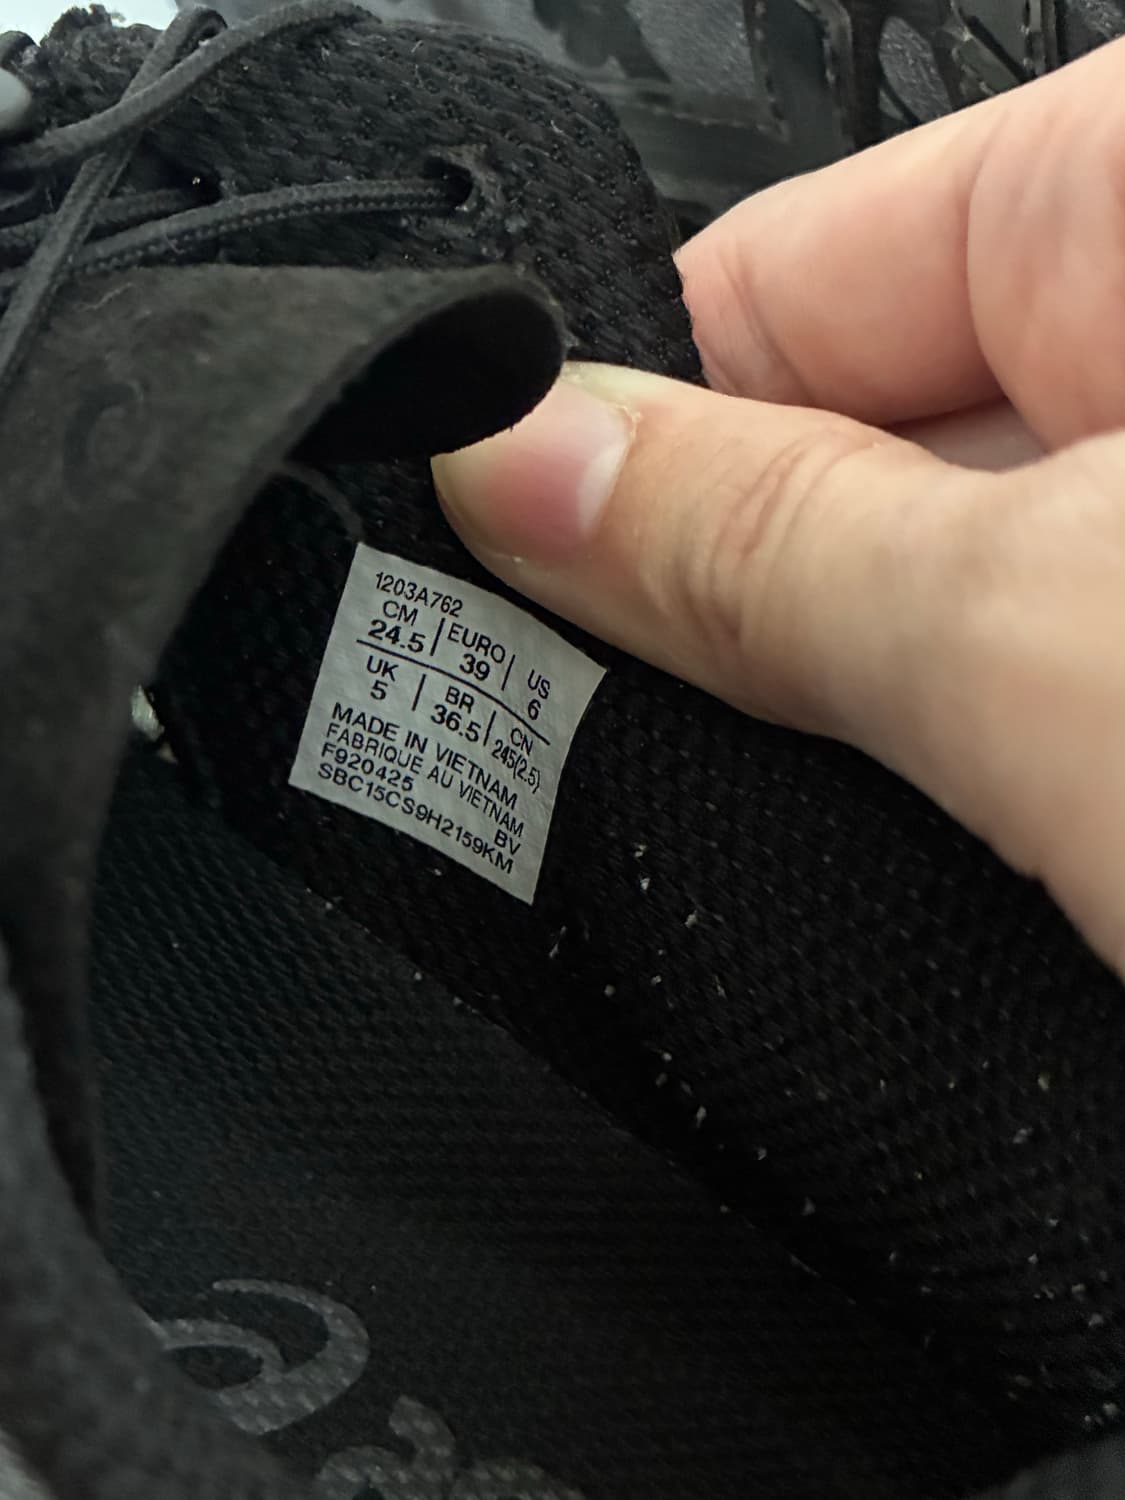 1203A762
CM | EURO | US
24.5 | 39 | 6
UK | BR | CN
5 | 36.5 | 245(2.5)
MADE IN VIETNAM
FABRIQUE AU VIETNAM
F920425 BV
SBC15CS9H2159KM